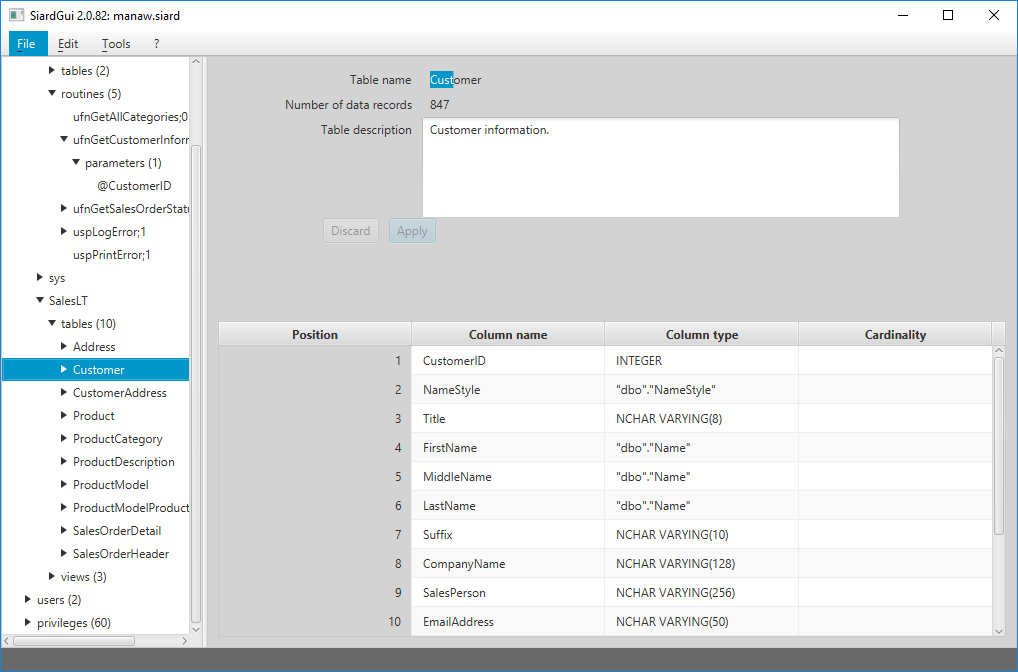 SiardGui 2.0.82: manaw.siard
File Edit Tools ?
tables (2)
routines (5)
ufnGetAllCategories;0
ufnGetCustomerInforr
parameters (1)
@CustomerID
ufnGetSalesOrderStatu
uspLogError;1
uspPrintError;1
sys
SalesLT
tables (10)
Address
Customer
CustomerAddress
Product
ProductCategory
ProductDescription
ProductModel
ProductModelProduct
SalesOrderDetail
SalesOrderHeader
views (3)
users (2)
privileges (60)
Table name Customer
Number of data records 847
Table description Customer information.
Discard Apply
Position Column name Column type Cardinality
1 CustomerID INTEGER
2 NameStyle "dbo"."NameStyle"
3 Title NCHAR VARYING(8)
4 FirstName "dbo"."Name"
5 MiddleName "dbo"."Name"
6 LastName "dbo"."Name"
7 Suffix NCHAR VARYING(10)
8 CompanyName NCHAR VARYING(128)
9 SalesPerson NCHAR VARYING(256)
10 EmailAddress NCHAR VARYING(50)